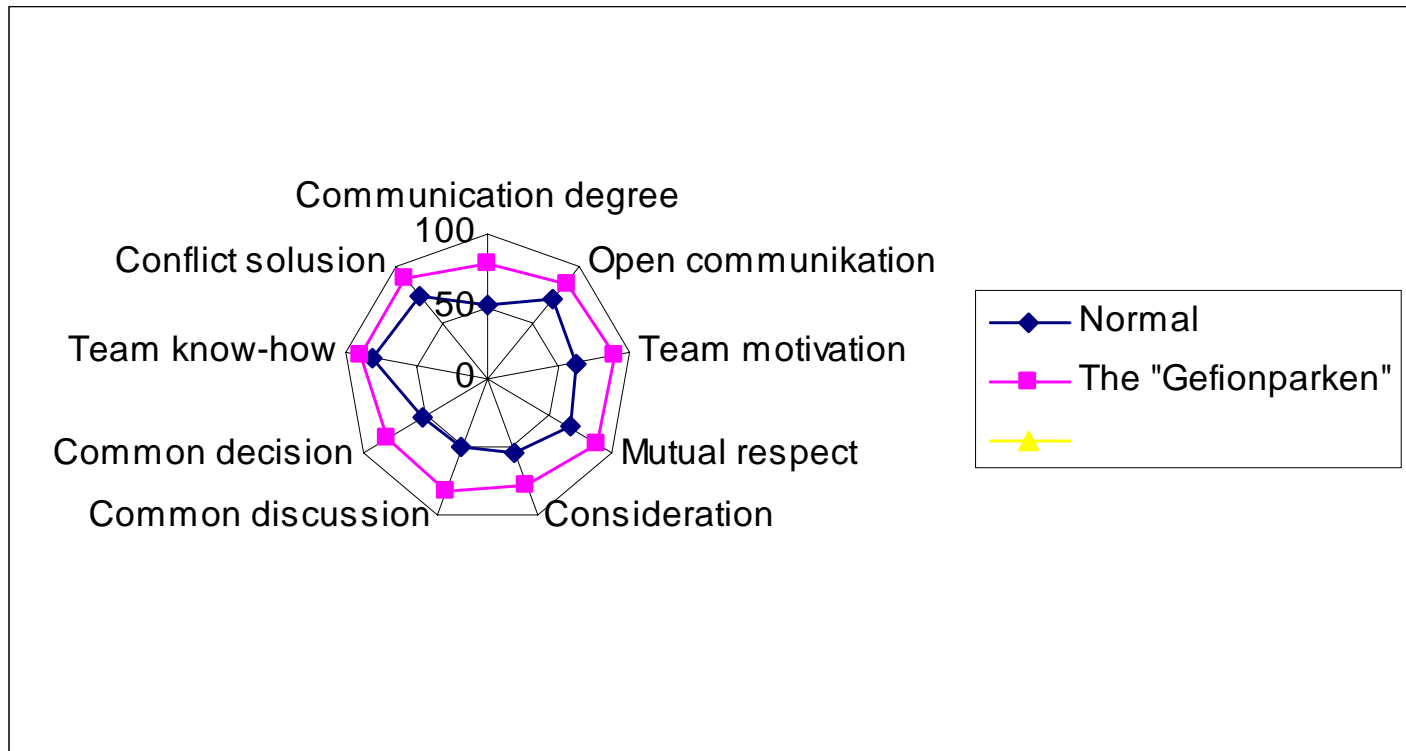 Communication degree
100
Conflict solusion
Open communikation
50
Team know-how
Team motivation
0
Common decision
Mutual respect
Common discussion
Consideration
Normal
The "Gefionparken"